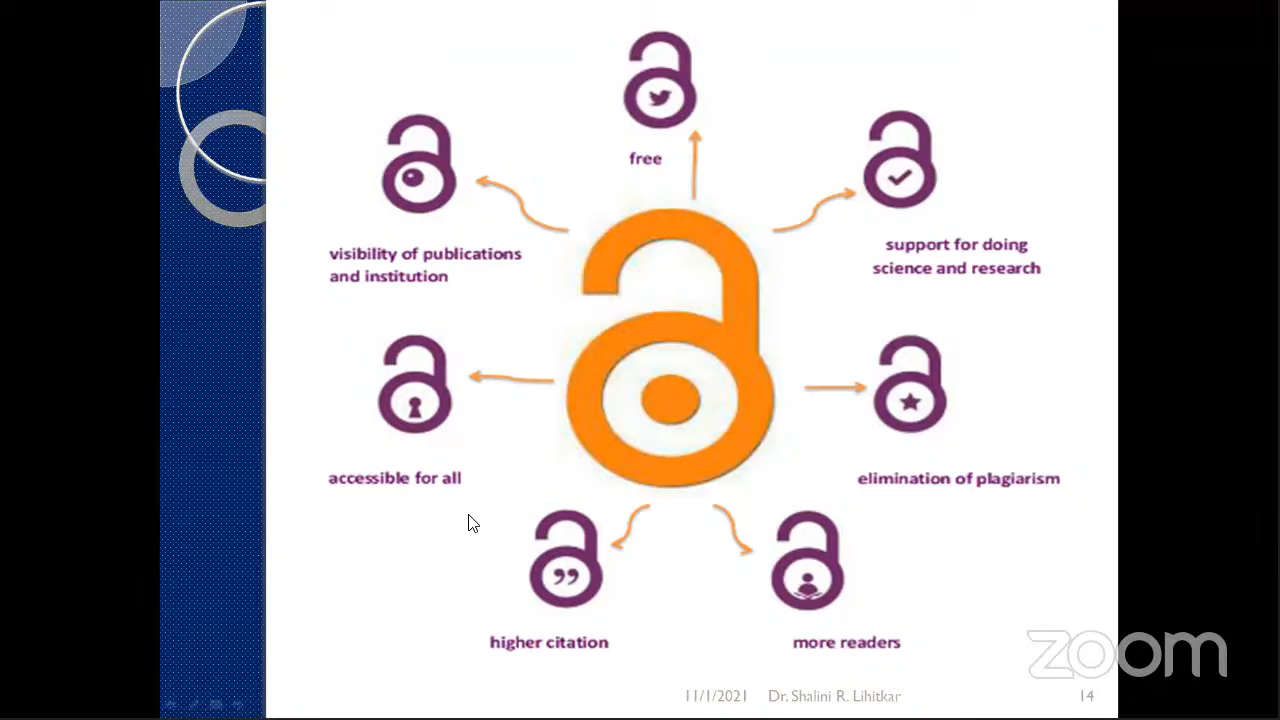 free
visibility of publications
and institution
support for doing
science and research
accessible for all
elimination of plagiarism
higher citation
more readers
zoom
11/1/2021 Dr. Shalini R. Lihitkar 14